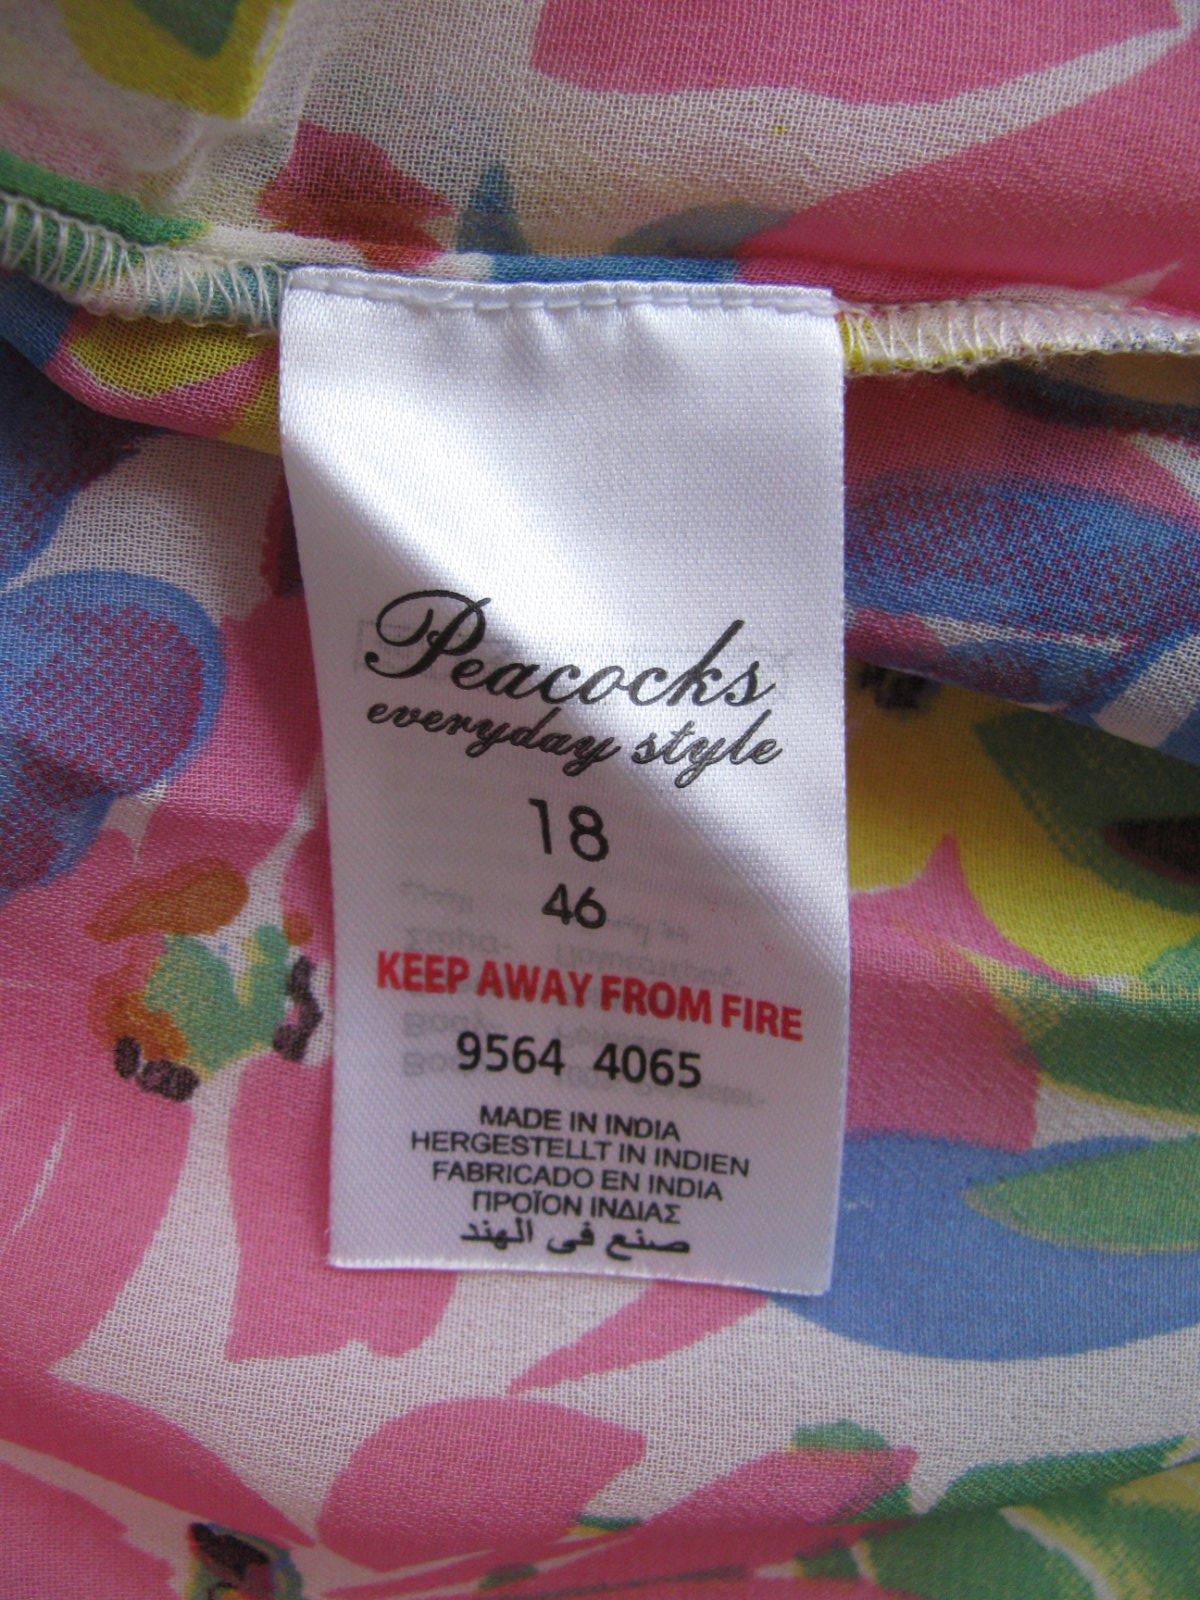 Peacocks
everyday style
18
46
KEEP AWAY FROM FIRE
9564 4065
MADE IN INDIA
HERGESTELLT IN INDIEN
FABRICADO EN INDIA
ΠΡΟΪΟΝ ΙΝΔΙΑΣ
صنع في الهند